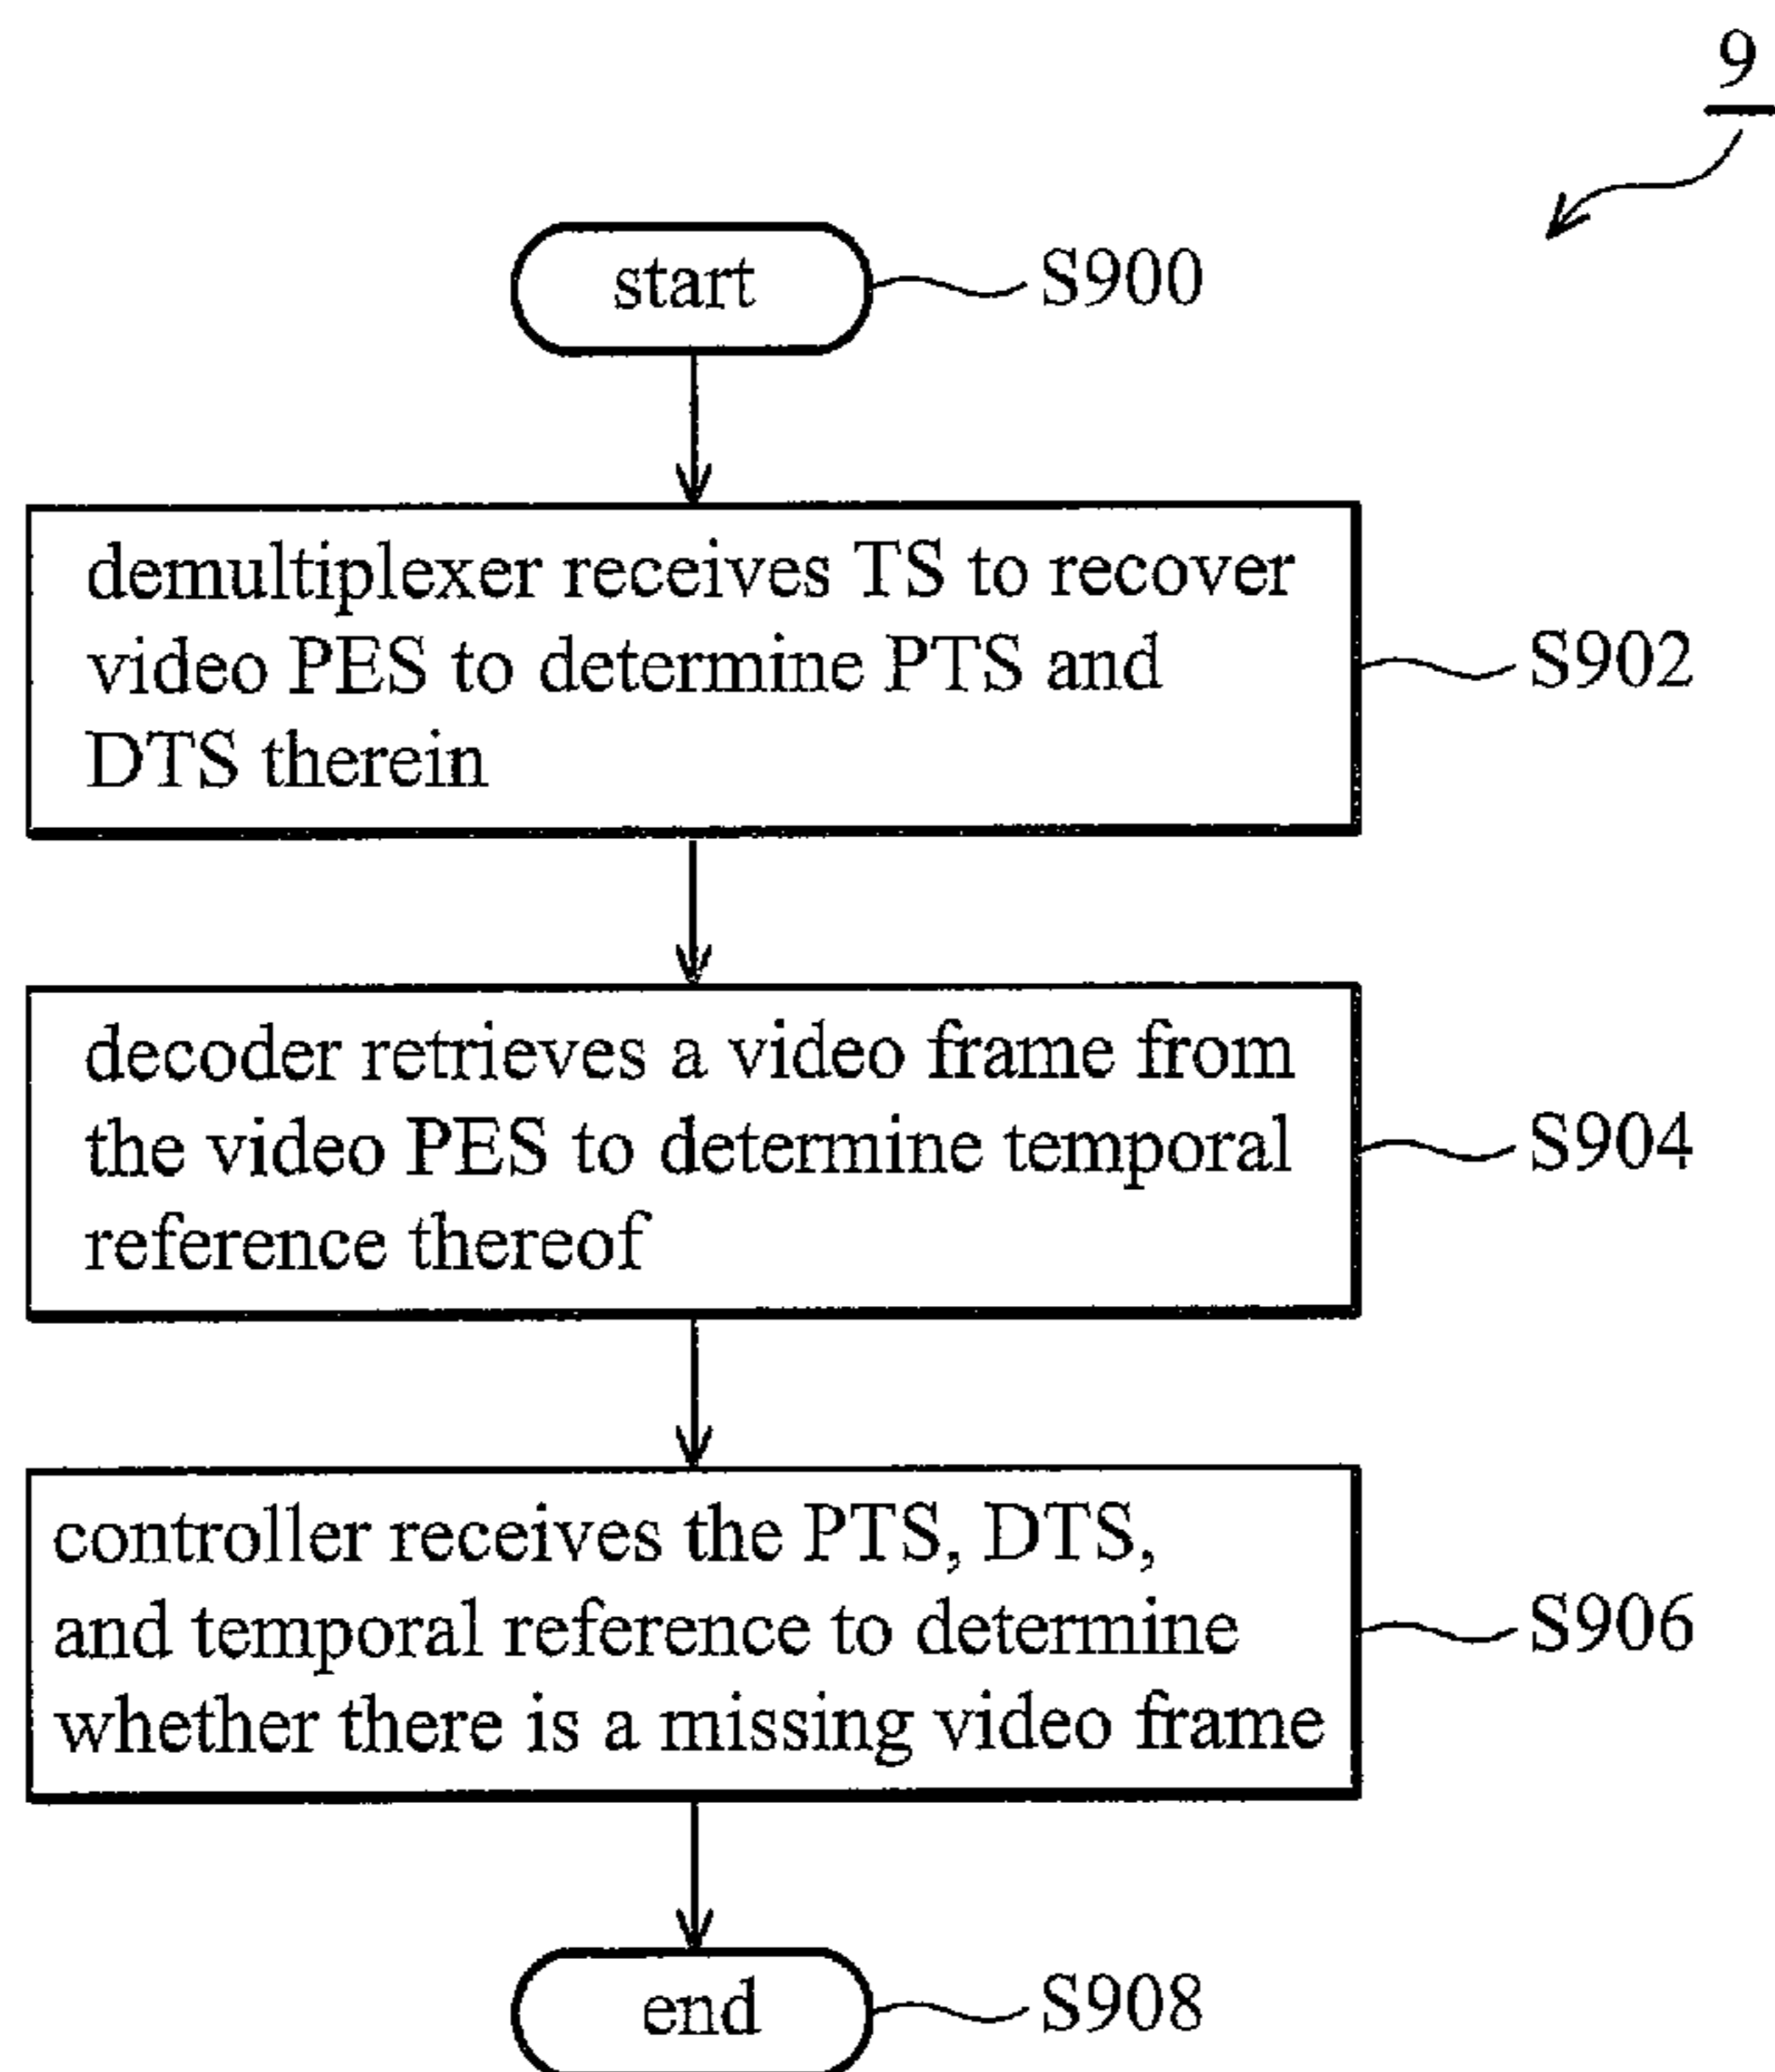 9
start
S900
demultiplexer receives TS to recover
video PES to determine PTS and
DTS therein
S902
decoder retrieves a video frame from
the video PES to determine temporal
reference thereof
S904
controller receives the PTS, DTS,
and temporal reference to determine
whether there is a missing video frame
S906
end
S908